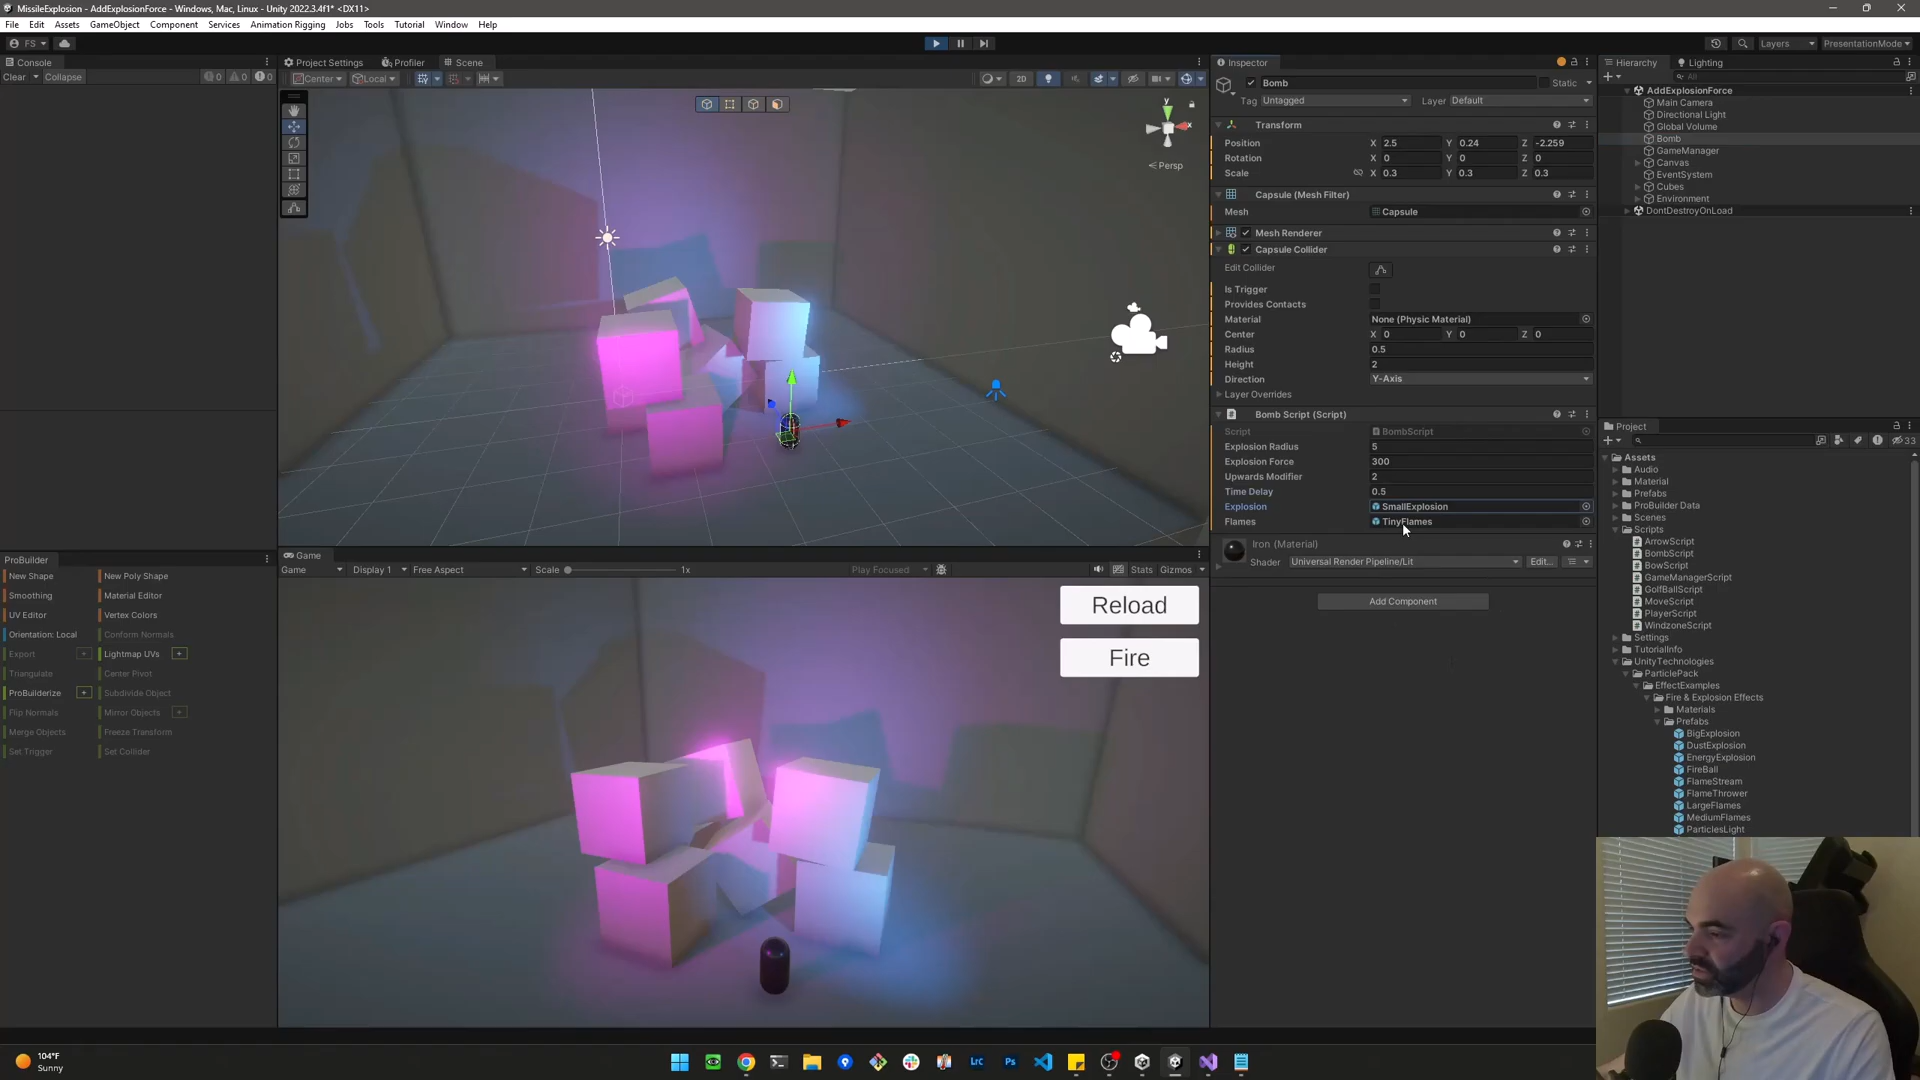 MissileExplosion - AddExplosionForce - Windows, Mac, Linux - Unity 2022.3.4f1* <DX11>
File Edit Assets GameObject Component Services Animation Rigging Jobs Tools Tutorial Window Help
FS
Layers
PresentationMode
Console
Clear Collapse 0 0 0
Project Settings Profiler Scene
Center Local 2D
Persp
y
x
Game
Game Display 1 Free Aspect Scale 1x Play Focused Stats Gizmos
Reload
Fire
ProBuilder
New Shape New Poly Shape
Smoothing Material Editor
UV Editor Vertex Colors
Orientation: Local Conform Normals
Export + Lightmap UVs +
Triangulate Center Pivot
ProBuilderize + Subdivide Object
Flip Normals Mirror Objects +
Merge Objects Freeze Transform
Set Trigger Set Collider
Inspector
Bomb Static
Tag Untagged Layer Default
Transform
Position X 2.5 Y 0.24 Z -2.259
Rotation X 0 Y 0 Z 0
Scale X 0.3 Y 0.3 Z 0.3
Capsule (Mesh Filter)
Mesh Capsule
Mesh Renderer
Capsule Collider
Edit Collider
Is Trigger
Provides Contacts
Material None (Physic Material)
Center X 0 Y 0 Z 0
Radius 0.5
Height 2
Direction Y-Axis
Layer Overrides
Bomb Script (Script)
Script BombScript
Explosion Radius 5
Explosion Force 300
Upwards Modifier 2
Time Delay 0.5
Explosion SmallExplosion
Flames TinyFlames
Iron (Material)
Shader Universal Render Pipeline/Lit Edit...
Add Component
Hierarchy Lighting
All
AddExplosionForce
Main Camera
Directional Light
Global Volume
Bomb
GameManager
Canvas
EventSystem
Cubes
Environment
DontDestroyOnLoad
Project
33
Assets
Audio
Material
Prefabs
ProBuilder Data
Scenes
Scripts
ArrowScript
BombScript
BowScript
GameManagerScript
GolfBallScript
MoveScript
PlayerScript
WindzoneScript
Settings
TutorialInfo
UnityTechnologies
ParticlePack
EffectExamples
Fire & Explosion Effects
Materials
Prefabs
BigExplosion
DustExplosion
EnergyExplosion
FireBall
FlameStream
FlameThrower
LargeFlames
MediumFlames
ParticlesLight
104°F
Sunny
LrC
Ps